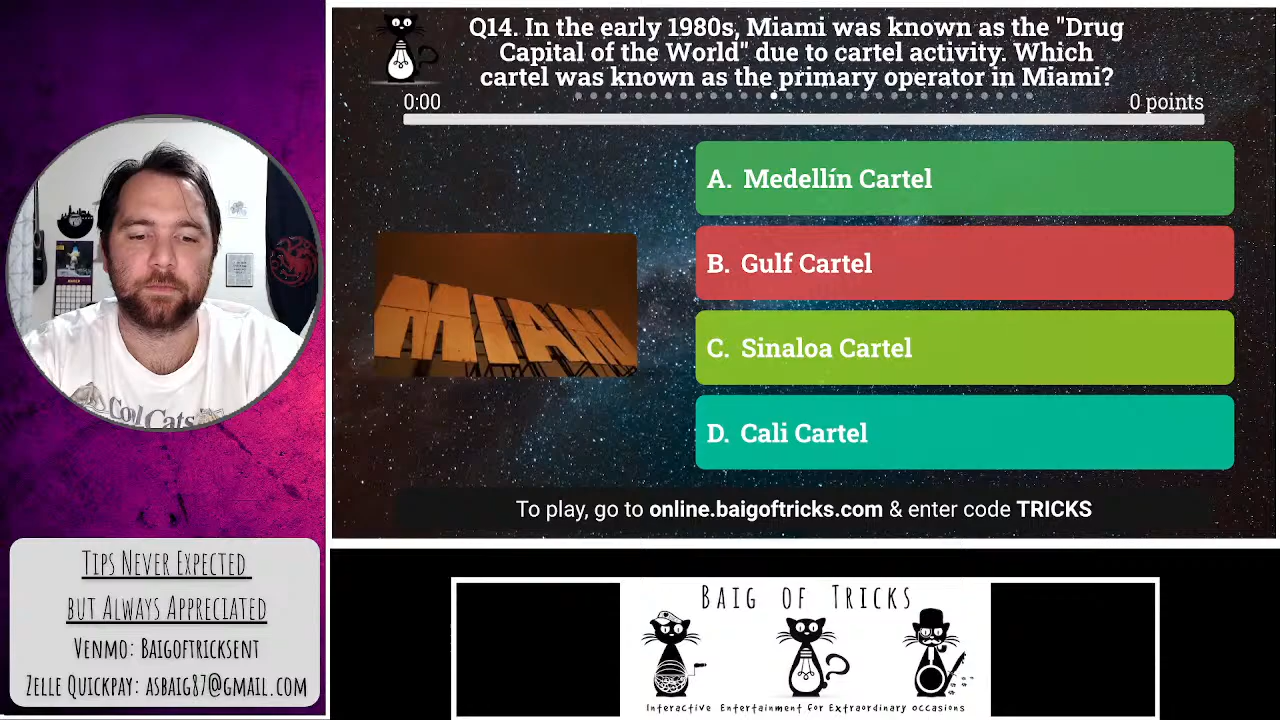 Q14. In the early 1980s, Miami was known as the "Drug
Capital of the World" due to cartel activity. Which
cartel was known as the primary operator in Miami?
0:00
0 points
A. Medellín Cartel
B. Gulf Cartel
C. Sinaloa Cartel
D. Cali Cartel
MIAMI
To play, go to online.baigoftricks.com & enter code TRICKS
Cool Cats
MARCH
Tips Never Expected
but Always Appreciated
Venmo: Baigoftricksent
Zelle Quickpay: asbaig87@gmail.com
Baig of Tricks
Interactive Entertainment for Extraordinary Occasions